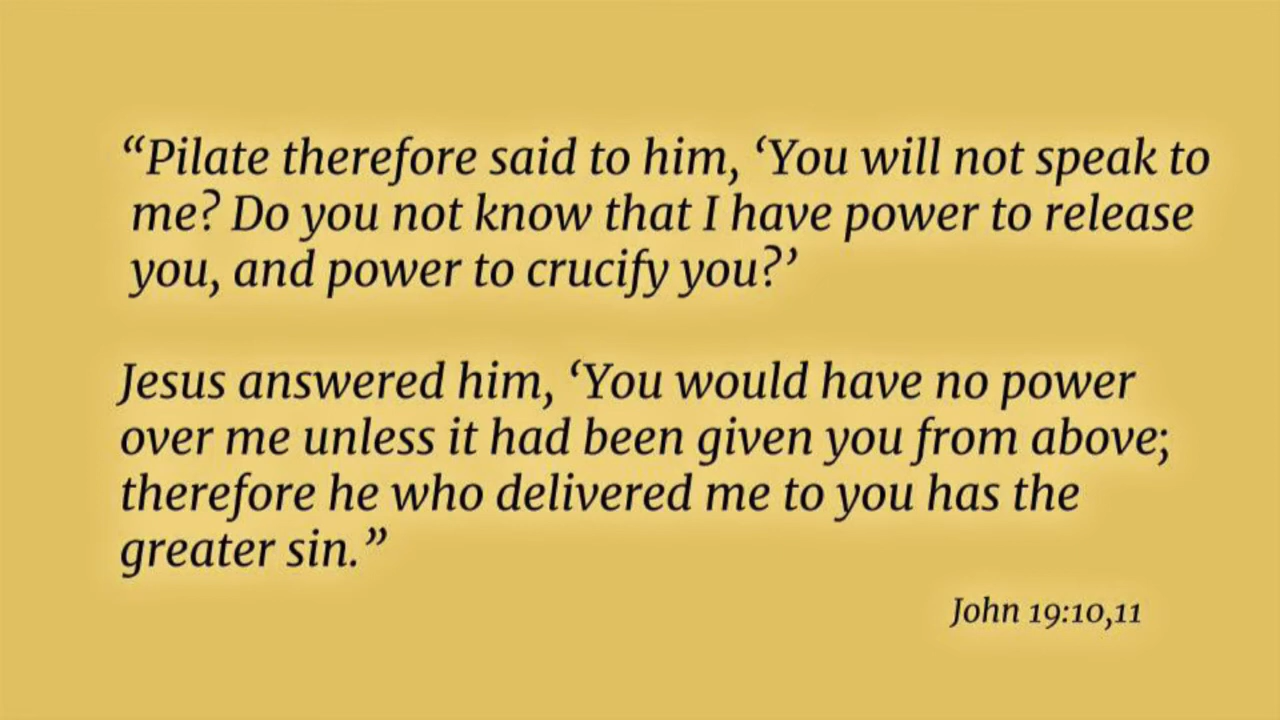 “Pilate therefore said to him, ‘You will not speak to
me? Do you not know that I have power to release
you, and power to crucify you?’
Jesus answered him, ‘You would have no power
over me unless it had been given you from above;
therefore he who delivered me to you has the
greater sin.”
John 19:10,11